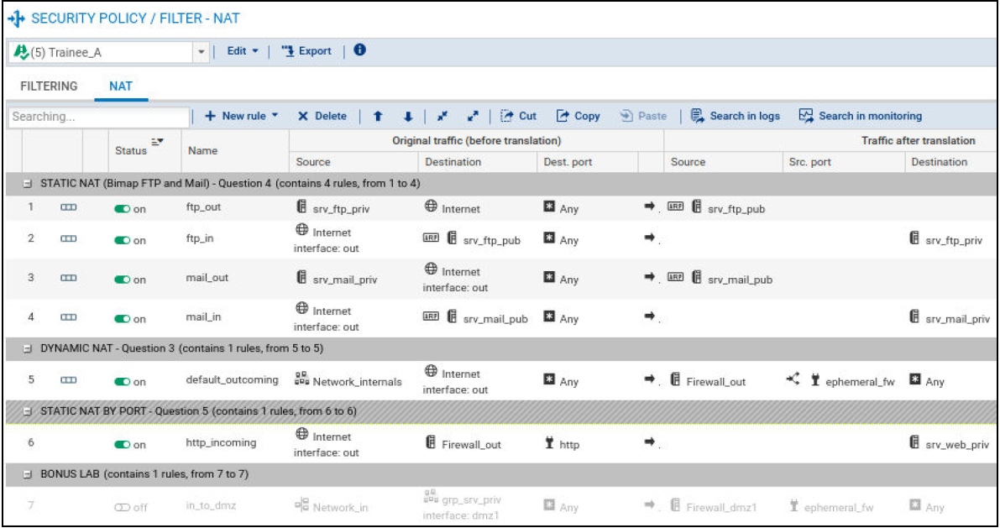 SECURITY POLICY / FILTER - NAT
(5) Trainee_A Edit Export
FILTERING NAT
Searching... New rule Delete Cut Copy Paste Search in logs Search in monitoring
Original traffic (before translation) Traffic after translation
Status Name Source Destination Dest. port Source Src. port Destination
STATIC NAT (Bimap FTP and Mail) - Question 4 (contains 4 rules, from 1 to 4)
1 on ftp_out srv_ftp_priv Internet Any ARP srv_ftp_pub
2 on ftp_in Internet ARP srv_ftp_pub Any srv_ftp_priv
interface: out
3 on mail_out srv_mail_priv Internet Any ARP srv_mail_pub
interface: out
4 on mail_in Internet ARP srv_mail_pub Any srv_mail_priv
interface: out
DYNAMIC NAT - Question 3 (contains 1 rules, from 5 to 5)
5 on default_outcoming Network_internals Internet Any Firewall_out ephemeral_fw Any
interface: out
STATIC NAT BY PORT - Question 5 (contains 1 rules, from 6 to 6)
6 on http_incoming Internet Firewall_out http srv_web_priv
interface: out
BONUS LAB (contains 1 rules, from 7 to 7)
7 off in_to_dmz Network_in grp_srv_priv Any Firewall_dmz1 ephemeral_fw Any
interface: dmz1